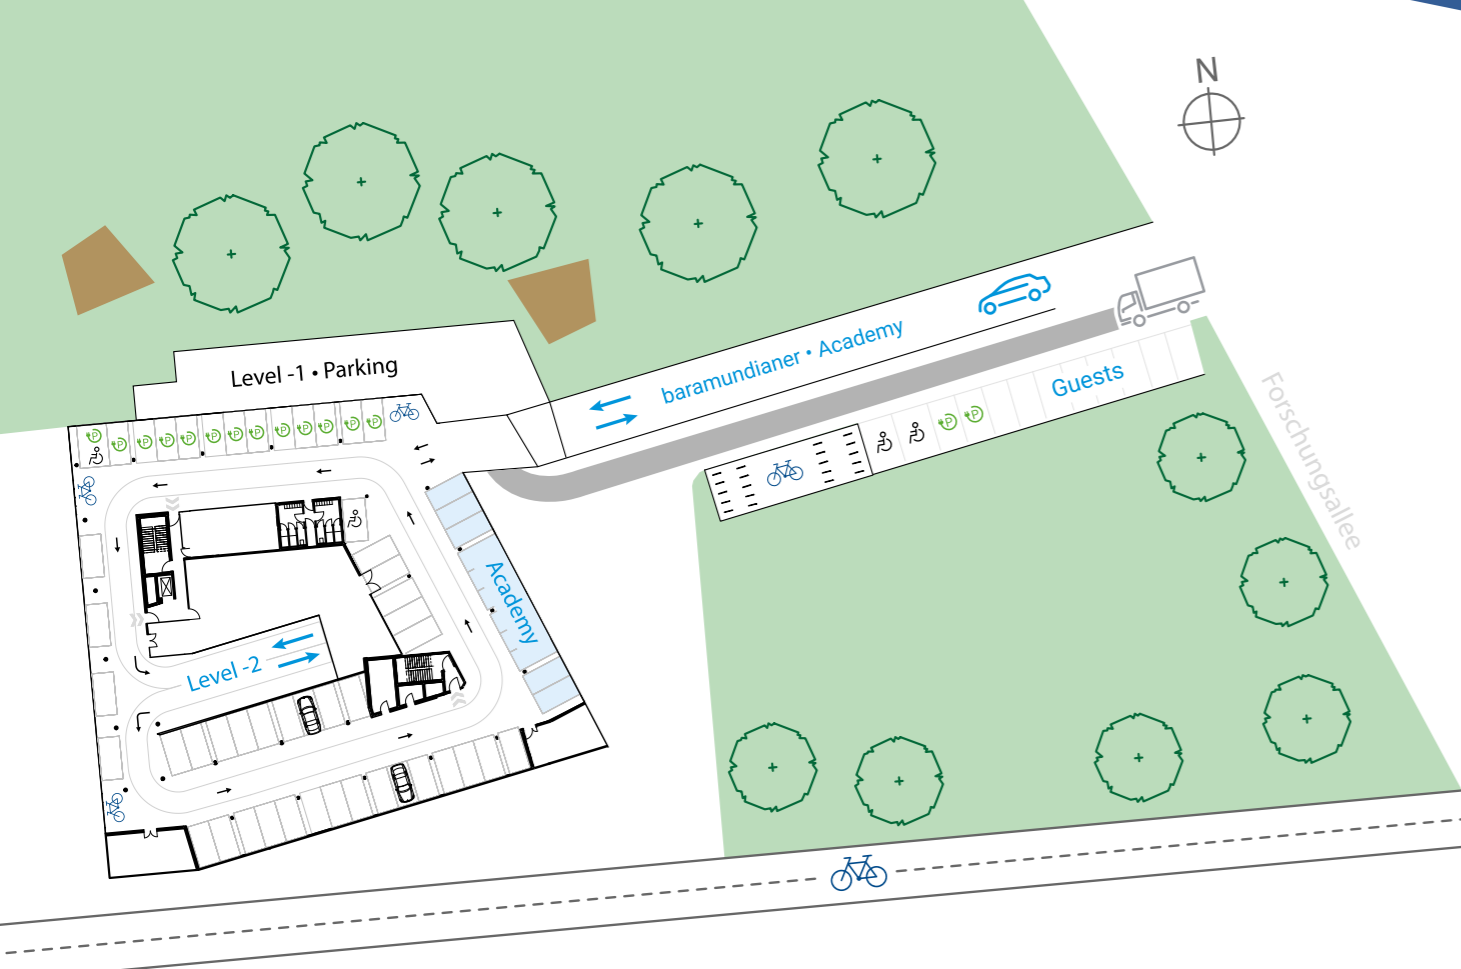 N
baramundianer • Academy
Level -1 • Parking
Guests
Forschungsallee
Academy
Level -2